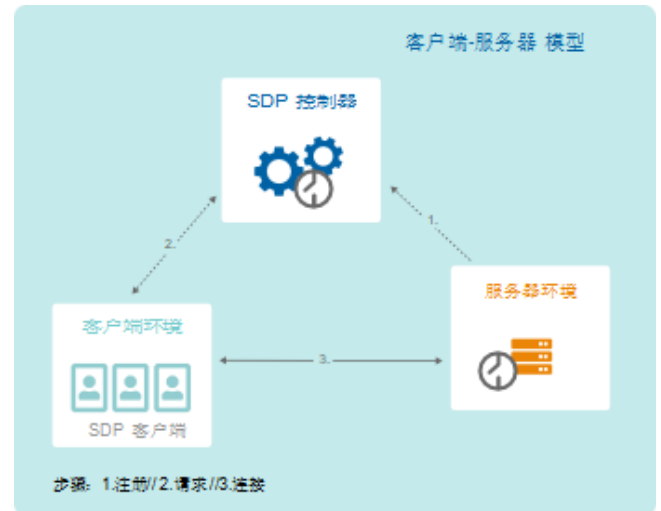 客户端-服务器 模型
SDP 控制器
2.
1.
服务器环境
客户端环境
3.
SDP 客户端
步骤：1.注册//2.请求//3.连接